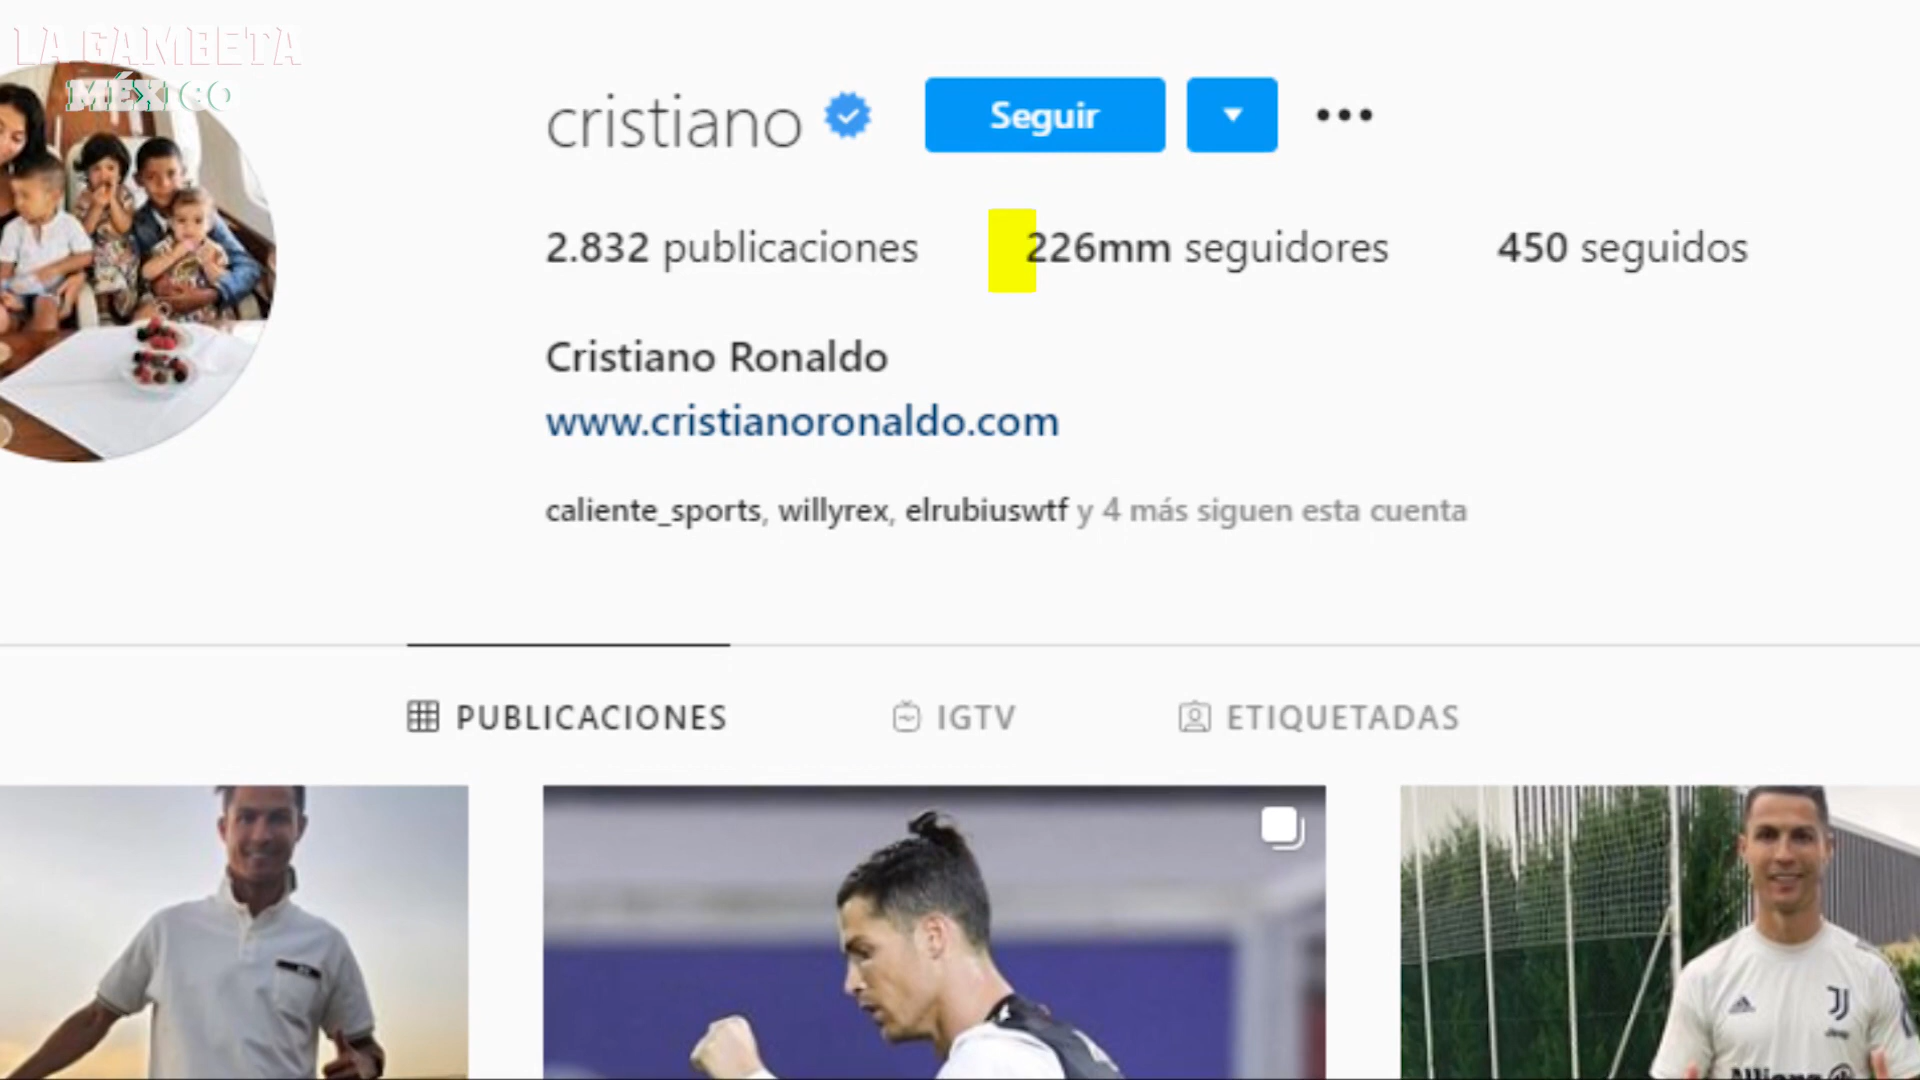 LA GAMBETA
MÉXICO
cristiano
Seguir
2.832 publicaciones
226mm seguidores
450 seguidos
Cristiano Ronaldo
www.cristianoronaldo.com
caliente_sports, willyrex, elrubiuswtf y 4 más siguen esta cuenta
PUBLICACIONES
IGTV
ETIQUETADAS